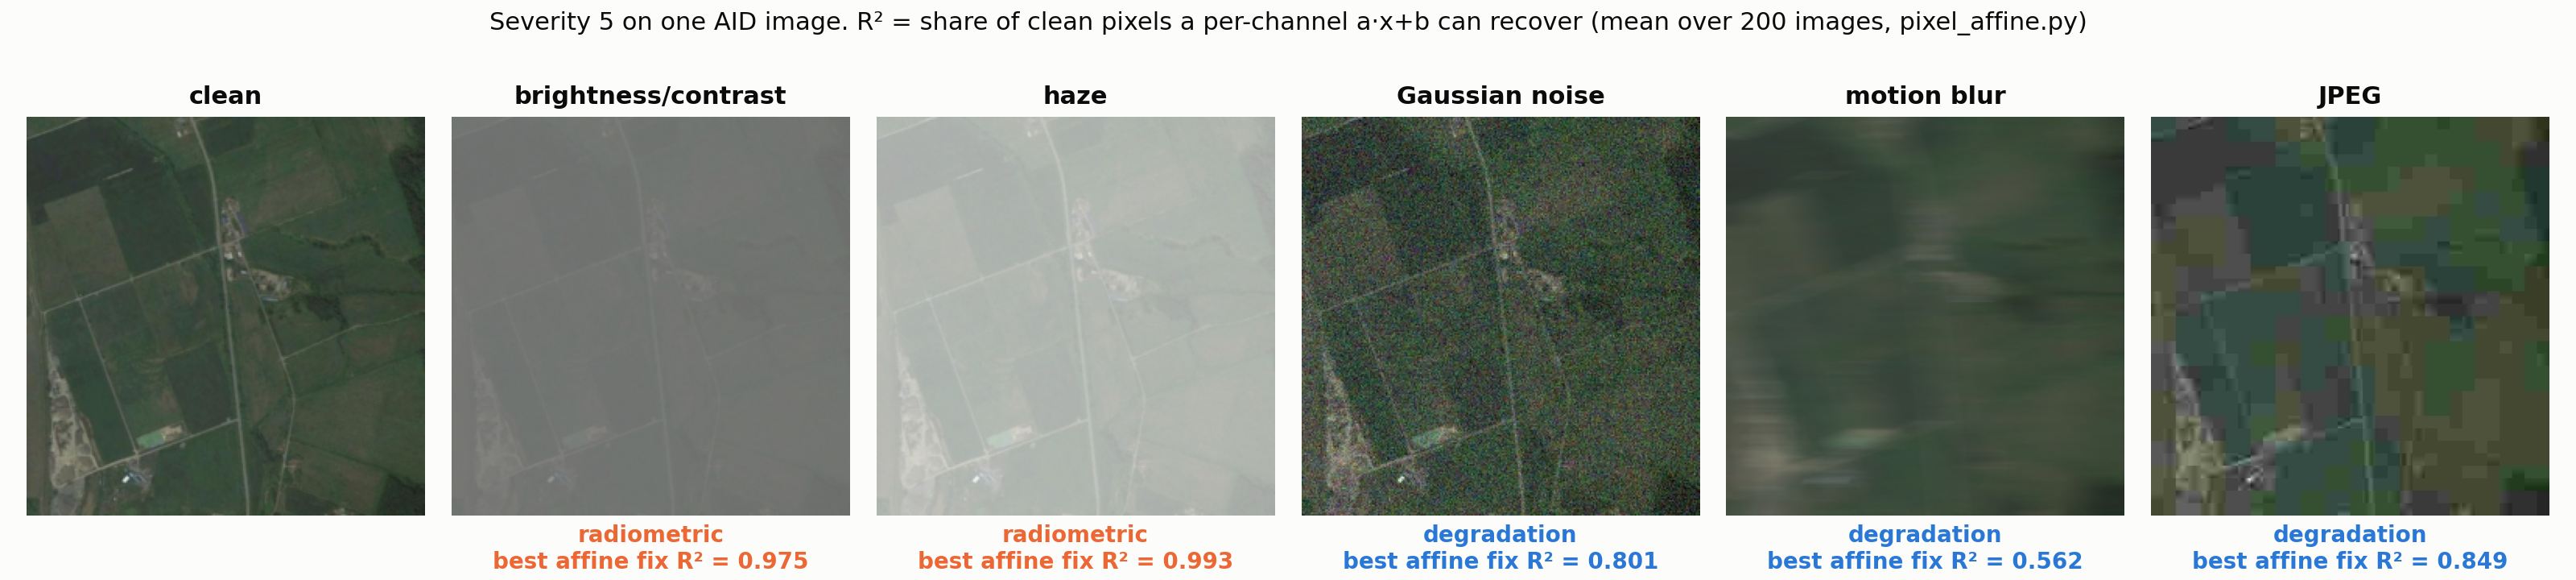 Severity 5 on one AID image. R² = share of clean pixels a per-channel a·x+b can recover (mean over 200 images, pixel_affine.py)
clean
brightness/contrast
haze
Gaussian noise
motion blur
JPEG
radiometric
best affine fix R² = 0.975
radiometric
best affine fix R² = 0.993
degradation
best affine fix R² = 0.801
degradation
best affine fix R² = 0.562
degradation
best affine fix R² = 0.849